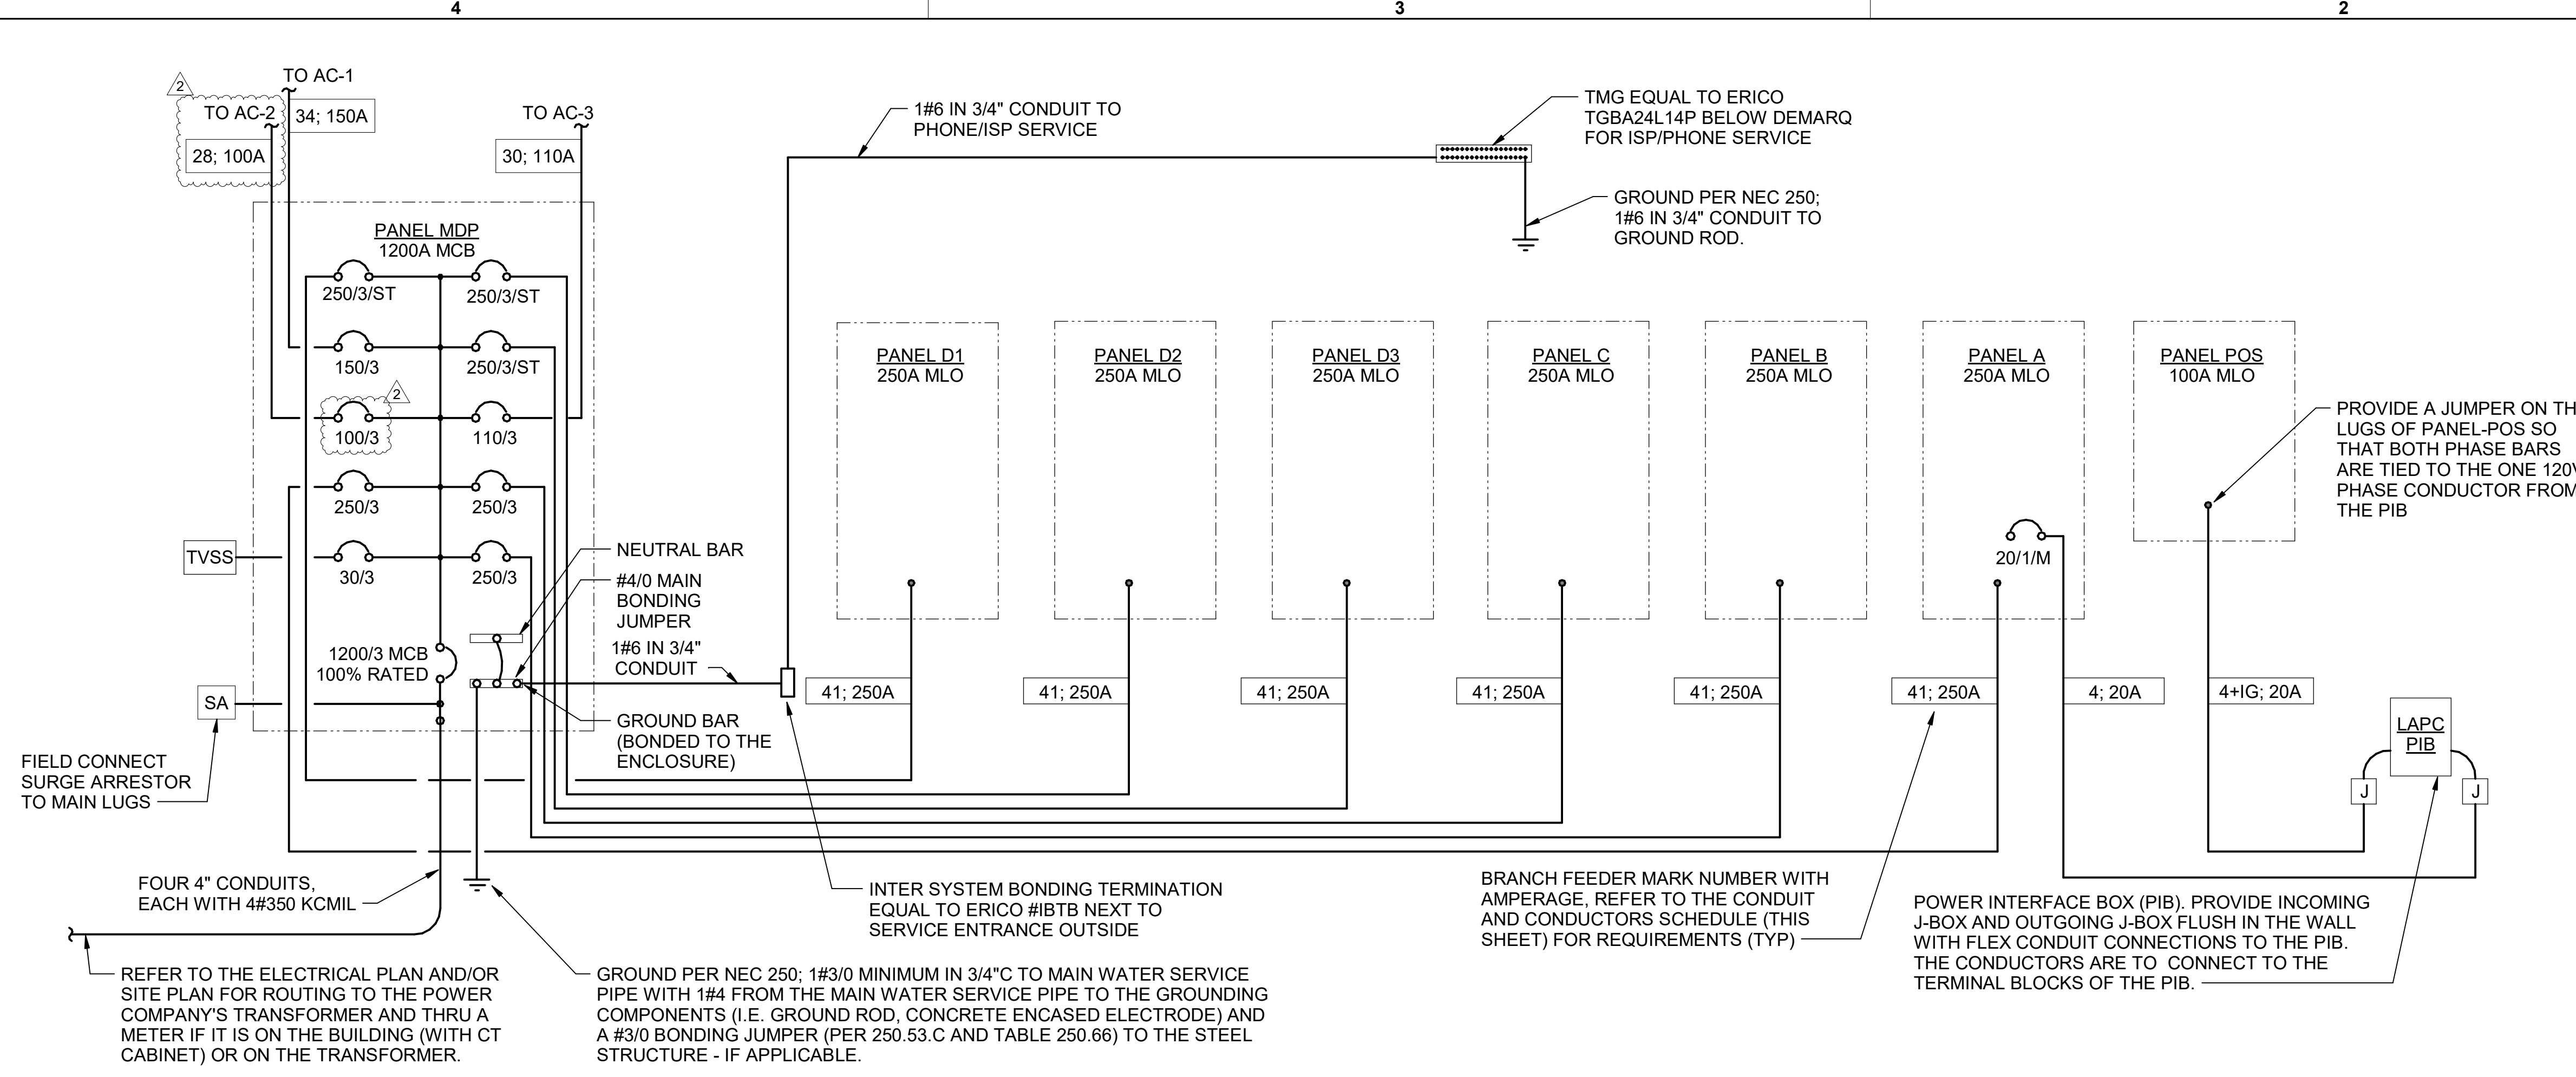 4
3
2
2
TO AC-1
TO AC-2
34; 150A
28; 100A
TO AC-3
30; 110A
1#6 IN 3/4" CONDUIT TO
PHONE/ISP SERVICE
TMG EQUAL TO ERICO
TGBA24L14P BELOW DEMARQ
FOR ISP/PHONE SERVICE
GROUND PER NEC 250;
1#6 IN 3/4" CONDUIT TO
GROUND ROD.
PANEL MDP
1200A MCB
250/3/ST
250/3/ST
150/3
250/3/ST
2
100/3
110/3
250/3
250/3
TVSS
30/3
250/3
1200/3 MCB
100% RATED
SA
NEUTRAL BAR
#4/0 MAIN
BONDING
JUMPER
1#6 IN 3/4"
CONDUIT
GROUND BAR
(BONDED TO THE
ENCLOSURE)
FIELD CONNECT
SURGE ARRESTOR
TO MAIN LUGS
FOUR 4" CONDUITS,
EACH WITH 4#350 KCMIL
REFER TO THE ELECTRICAL PLAN AND/OR
SITE PLAN FOR ROUTING TO THE POWER
COMPANY'S TRANSFORMER AND THRU A
METER IF IT IS ON THE BUILDING (WITH CT
CABINET) OR ON THE TRANSFORMER.
GROUND PER NEC 250; 1#3/0 MINIMUM IN 3/4"C TO MAIN WATER SERVICE
PIPE WITH 1#4 FROM THE MAIN WATER SERVICE PIPE TO THE GROUNDING
COMPONENTS (I.E. GROUND ROD, CONCRETE ENCASED ELECTRODE) AND
A #3/0 BONDING JUMPER (PER 250.53.C AND TABLE 250.66) TO THE STEEL
STRUCTURE - IF APPLICABLE.
INTER SYSTEM BONDING TERMINATION
EQUAL TO ERICO #IBTB NEXT TO
SERVICE ENTRANCE OUTSIDE
PANEL D1
250A MLO
PANEL D2
250A MLO
PANEL D3
250A MLO
PANEL C
250A MLO
PANEL B
250A MLO
PANEL A
250A MLO
PANEL POS
100A MLO
20/1/M
41; 250A
41; 250A
41; 250A
41; 250A
41; 250A
41; 250A
4; 20A
4+IG; 20A
PROVIDE A JUMPER ON TH
LUGS OF PANEL-POS SO
THAT BOTH PHASE BARS
ARE TIED TO THE ONE 120V
PHASE CONDUCTOR FROM
THE PIB
LAPC
PIB
J
J
BRANCH FEEDER MARK NUMBER WITH
AMPERAGE, REFER TO THE CONDUIT
AND CONDUCTORS SCHEDULE (THIS
SHEET) FOR REQUIREMENTS (TYP)
POWER INTERFACE BOX (PIB). PROVIDE INCOMING
J-BOX AND OUTGOING J-BOX FLUSH IN THE WALL
WITH FLEX CONDUIT CONNECTIONS TO THE PIB.
THE CONDUCTORS ARE TO CONNECT TO THE
TERMINAL BLOCKS OF THE PIB.